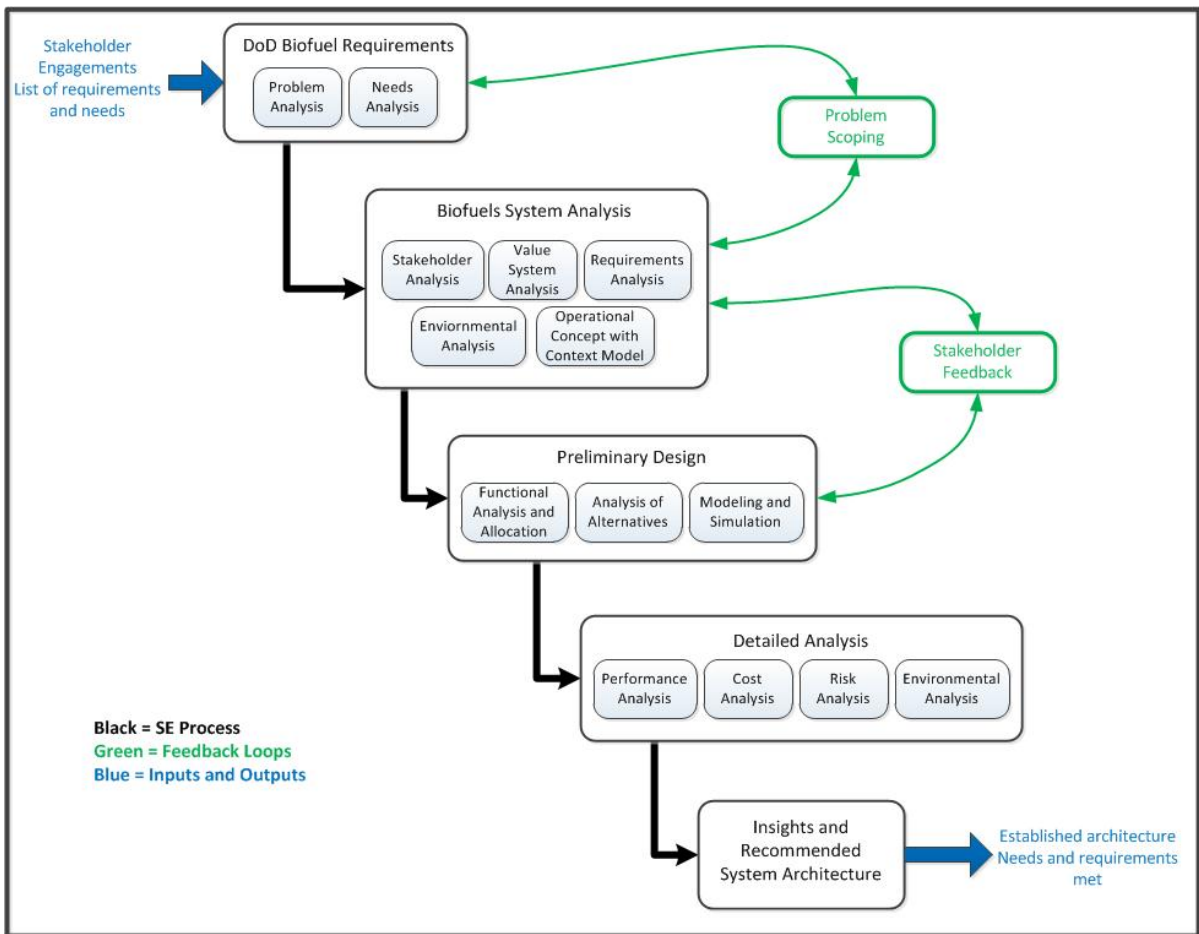 Stakeholder
Engagements
List of requirements
and needs
DoD Biofuel Requirements
Problem
Analysis
Needs
Analysis
Problem
Scoping
Biofuels System Analysis
Stakeholder
Analysis
Value
System
Analysis
Requirements
Analysis
Enviornmental
Analysis
Operational
Concept with
Context Model
Stakeholder
Feedback
Preliminary Design
Functional
Analysis and
Allocation
Analysis of
Alternatives
Modeling and
Simulation
Detailed Analysis
Performance
Analysis
Cost
Analysis
Risk
Analysis
Environmental
Analysis
Black = SE Process
Green = Feedback Loops
Blue = Inputs and Outputs
Insights and
Recommended
System Architecture
Established architecture
Needs and requirements
met